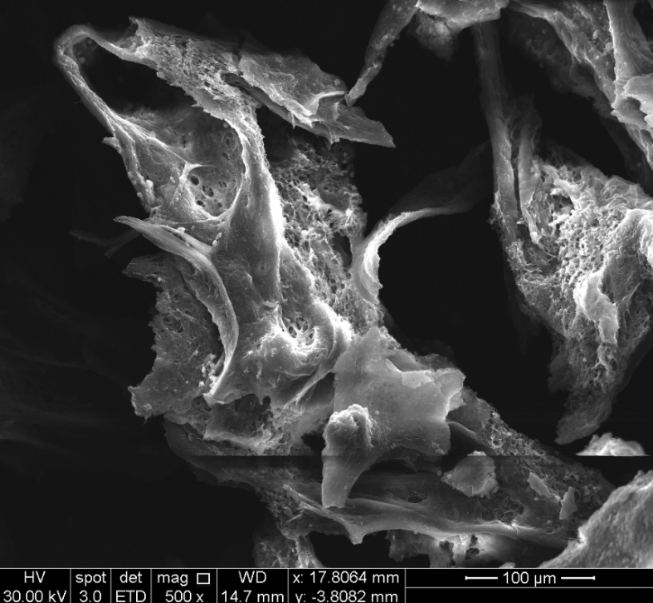 HV spot det mag □ WD x: 17.8064 mm 100 µm
30.00 kV 3.0 ETD 500 x 14.7 mm y: -3.8082 mm